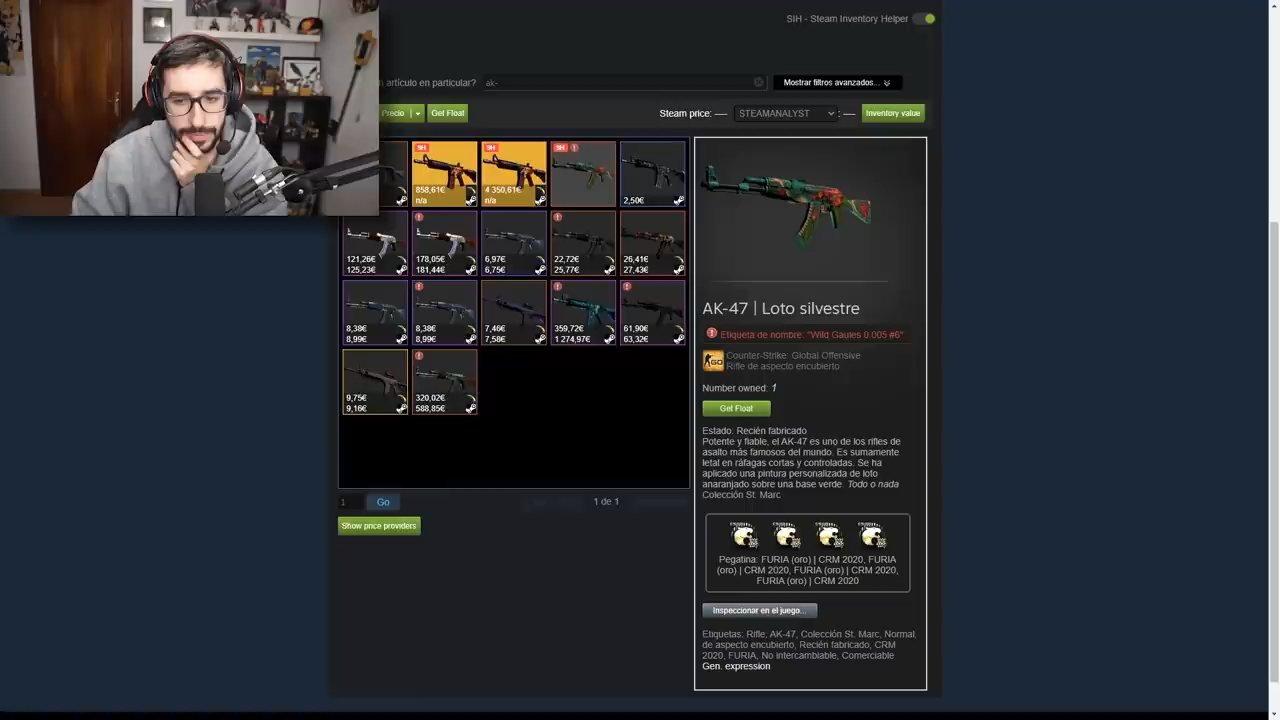 SIH - Steam Inventory Helper
n artículo en particular?
ak-
Mostrar filtros avanzados...
Precio
Get Float
Steam price: —
STEAMANALYST
: —
Inventory value
SH
858,61€
n/a
SH
4 350,61€
n/a
SH
2,50€
121,26€
125,23€
178,05€
181,44€
6,97€
6,75€
22,72€
25,77€
26,41€
27,43€
8,38€
8,99€
8,38€
8,99€
7,46€
7,58€
359,72€
1 274,97€
61,90€
63,32€
9,75€
9,16€
320,02€
588,85€
1
Go
1 de 1
Show price providers
AK-47 | Loto silvestre
Etiqueta de nombre: "Wild Gaules 0.005 #6"
Counter-Strike: Global Offensive
Rifle de aspecto encubierto
Number owned: 1
Get Float
Estado: Recién fabricado
Potente y fiable, el AK-47 es uno de los rifles de
asalto más famosos del mundo. Es sumamente
letal en ráfagas cortas y controladas. Se ha
aplicado una pintura personalizada de loto
anaranjado sobre una base verde. Todo o nada
Colección St. Marc
Pegatina: FURIA (oro) | CRM 2020, FURIA
(oro) | CRM 2020, FURIA (oro) | CRM 2020,
FURIA (oro) | CRM 2020
Inspeccionar en el juego...
Etiquetas: Rifle, AK-47, Colección St. Marc, Normal,
de aspecto encubierto, Recién fabricado, CRM
2020, FURIA, No intercambiable, Comerciable
Gen. expression